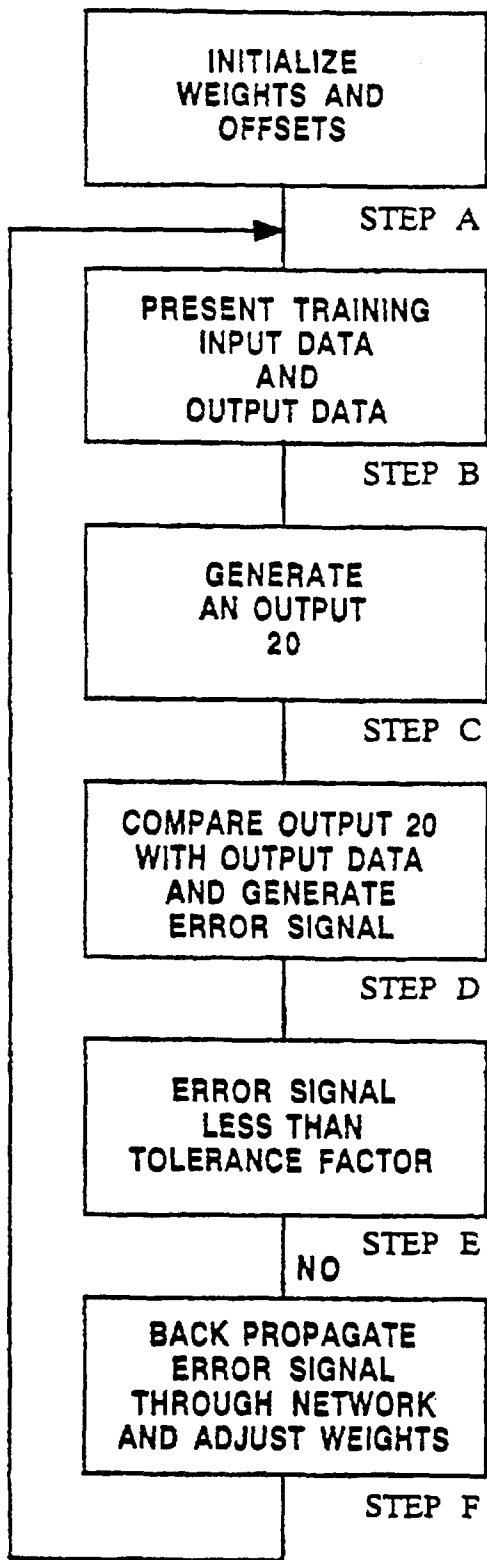 INITIALIZE
WEIGHTS AND
OFFSETS
STEP A
PRESENT TRAINING
INPUT DATA
AND
OUTPUT DATA
STEP B
GENERATE
AN OUTPUT
20
STEP C
COMPARE OUTPUT 20
WITH OUTPUT DATA
AND GENERATE
ERROR SIGNAL
STEP D
ERROR SIGNAL
LESS THAN
TOLERANCE FACTOR
STEP E
NO
BACK PROPAGATE
ERROR SIGNAL
THROUGH NETWORK
AND ADJUST WEIGHTS
STEP F